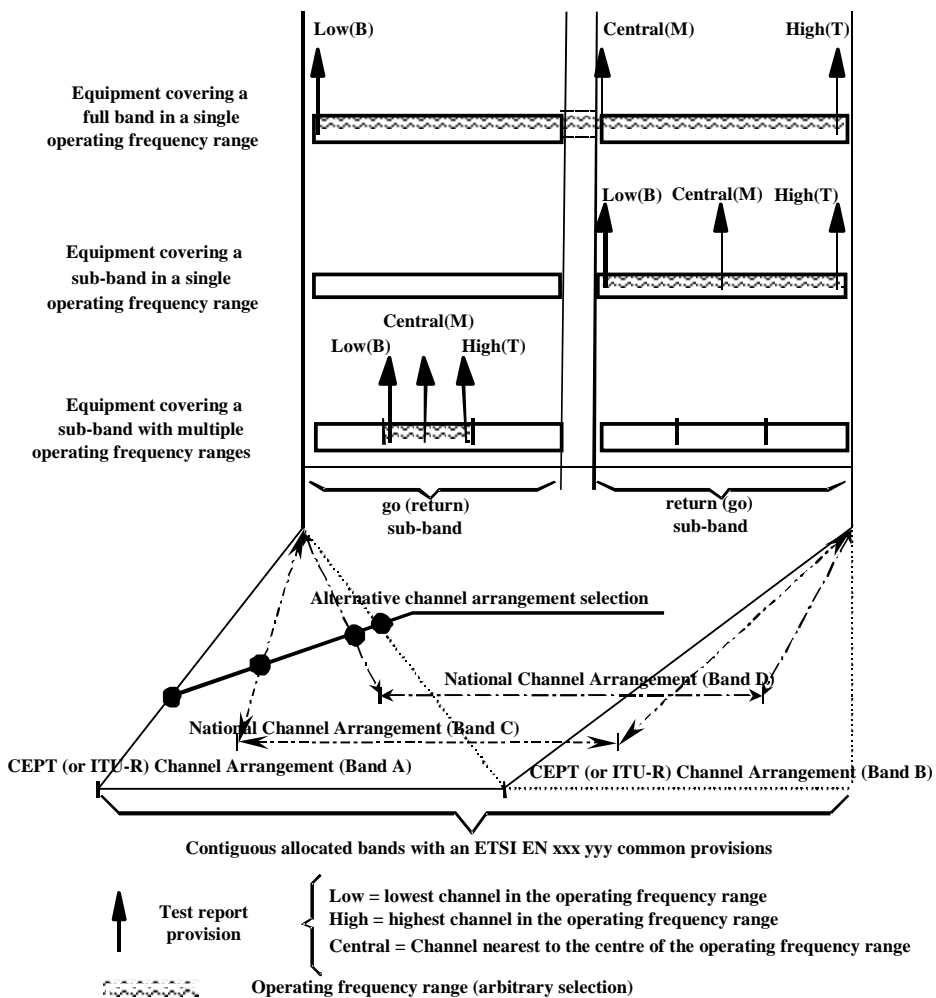 Low(B)
Central(M)
High(T)
Equipment covering a
full band in a single
operating frequency range
Low(B)
Central(M)
High(T)
Equipment covering a
sub-band in a single
operating frequency range
Central(M)
Low(B)
High(T)
Equipment covering a
sub-band with multiple
operating frequency ranges
go (return)
sub-band
return (go)
sub-band
Alternative channel arrangement selection
National Channel Arrangement (Band D)
National Channel Arrangement (Band C)
CEPT (or ITU-R) Channel Arrangement (Band A)
CEPT (or ITU-R) Channel Arrangement (Band B)
Contiguous allocated bands with an ETSI EN xxx yyy common provisions
Test report
provision
Low = lowest channel in the operating frequency range
High = highest channel in the operating frequency range
Central = Channel nearest to the centre of the operating frequency range
Operating frequency range (arbitrary selection)